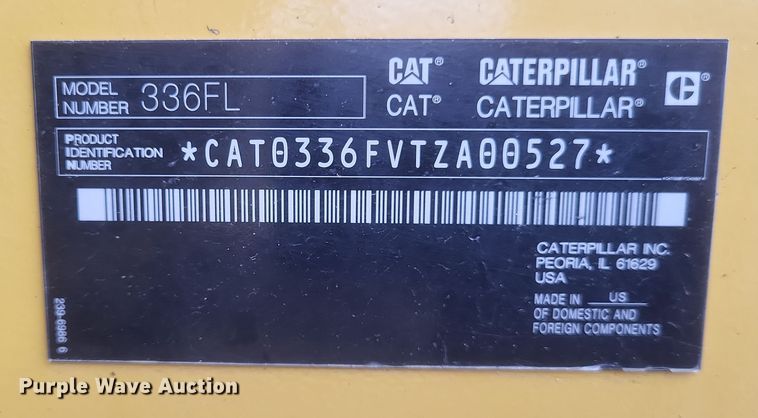 CAT® CATERPILLAR®
CAT® CATERPILLAR® C®
MODEL
NUMBER 336FL
PRODUCT
IDENTIFICATION
NUMBER *CAT0336FVTZA00527*
CATERPILLAR INC.
PEORIA, IL 61629
USA
MADE IN US
OF DOMESTIC AND
FOREIGN COMPONENTS
239-6986 6
Purple Wave Auction